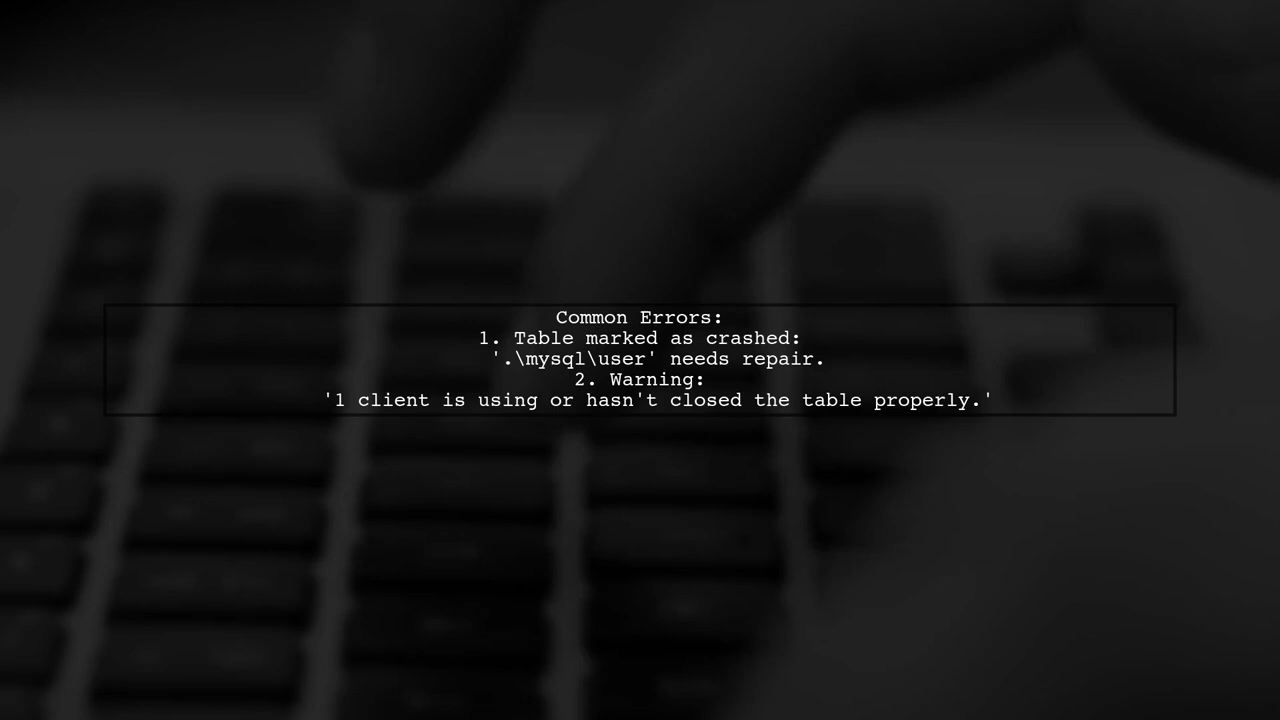 Common Errors:
1. Table marked as crashed:
'.\mysql\user' needs repair.
2. Warning:
'1 client is using or hasn't closed the table properly.'